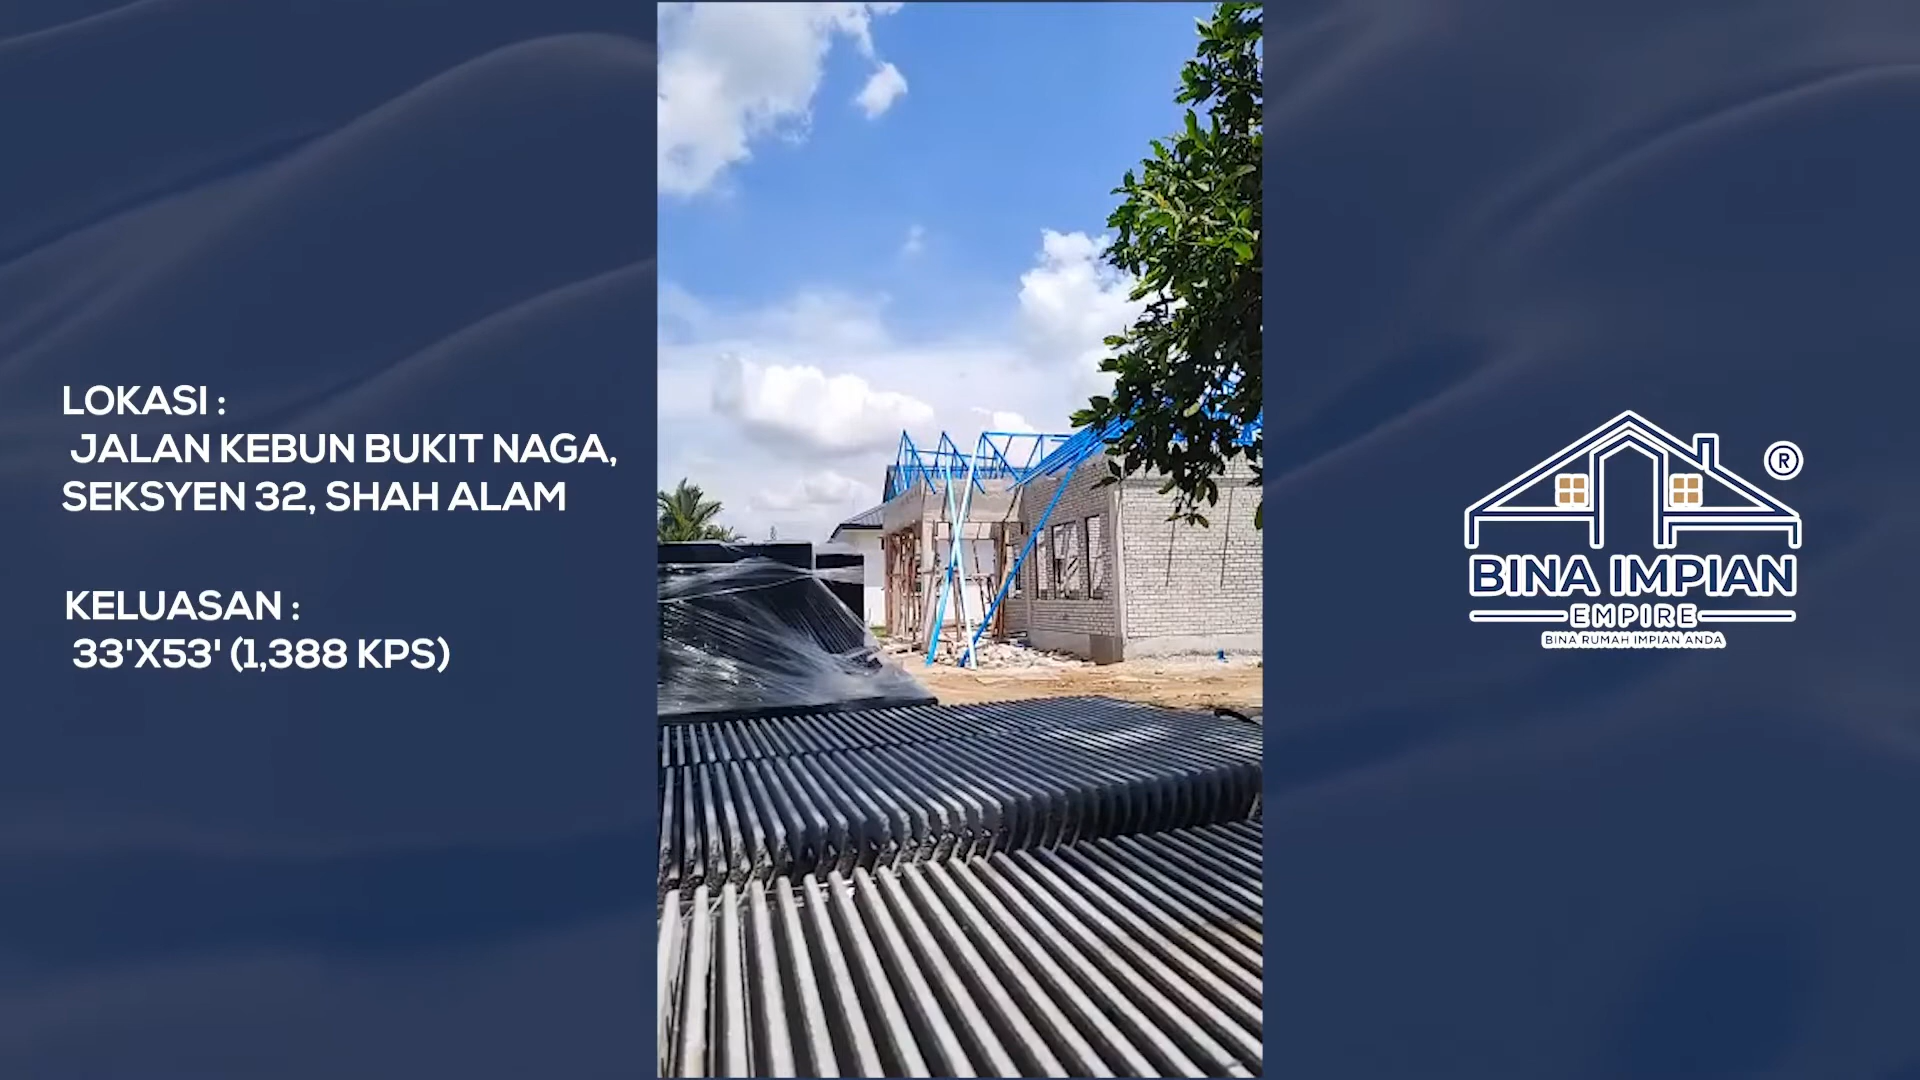 LOKASI :
JALAN KEBUN BUKIT NAGA,
SEKSYEN 32, SHAH ALAM
KELUASAN :
33'X53' (1,388 KPS)
®
BINA IMPIAN
EMPIRE
BINA RUMAH IMPIAN ANDA